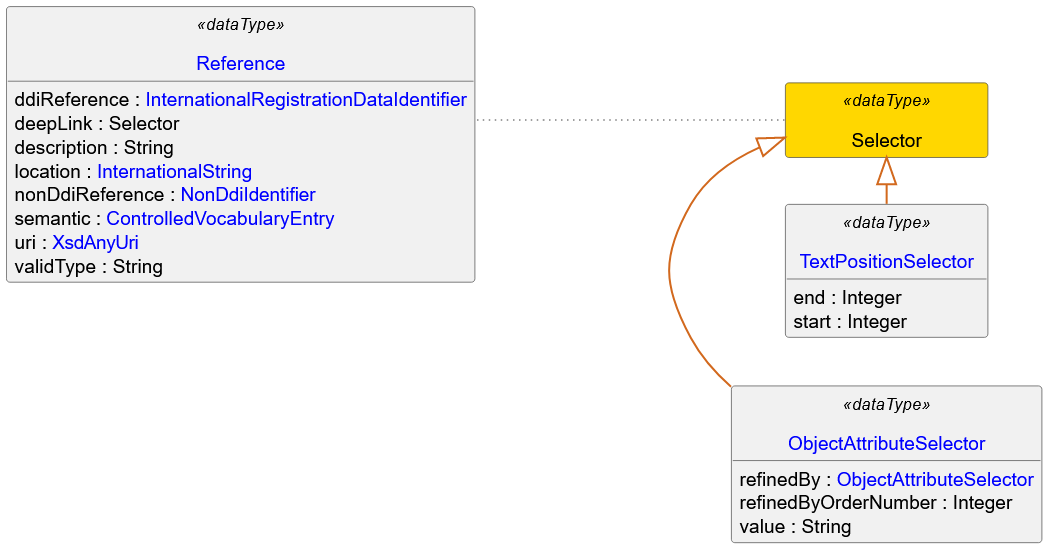 «dataType»
Reference
ddiReference : InternationalRegistrationDataIdentifier
deepLink : Selector
description : String
location : InternationalString
nonDdiReference : NonDdiIdentifier
semantic : ControlledVocabularyEntry
uri : XsdAnyUri
validType : String
«dataType»
Selector
«dataType»
TextPositionSelector
end : Integer
start : Integer
«dataType»
ObjectAttributeSelector
refinedBy : ObjectAttributeSelector
refinedByOrderNumber : Integer
value : String